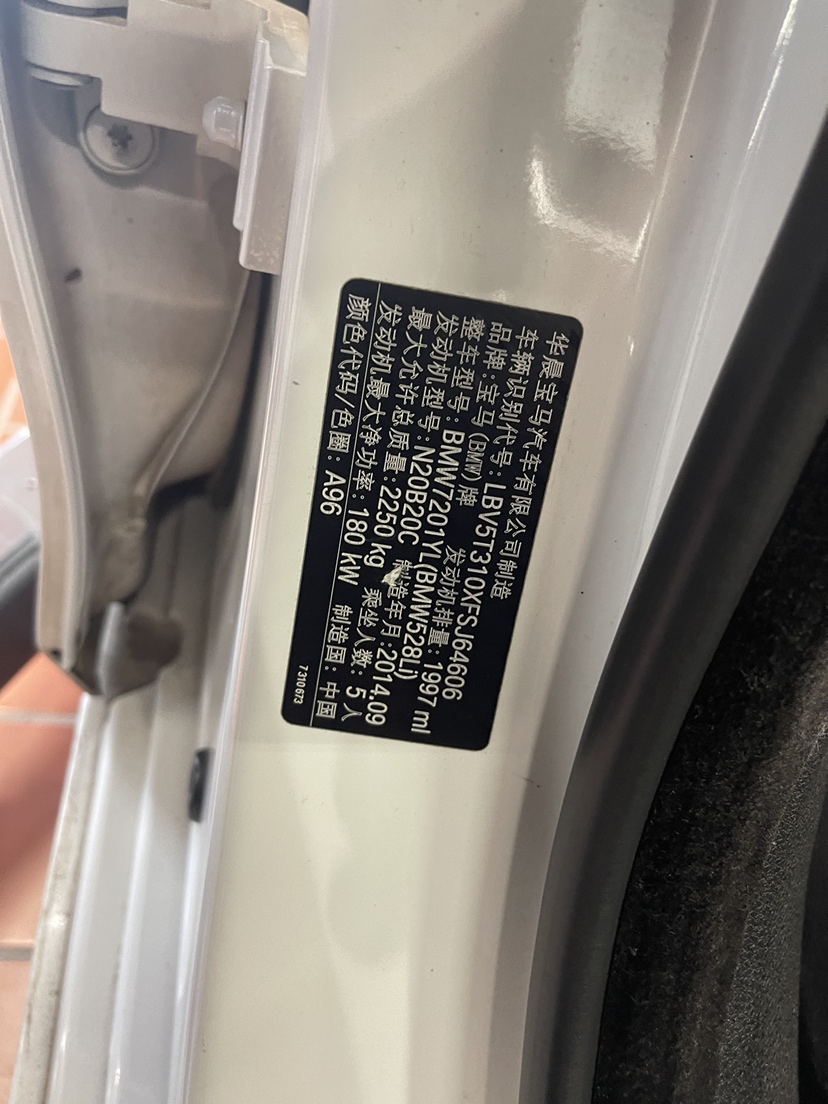 华晨宝马汽车有限公司制造
车辆识别代号: LBV5T310XFSJ64606
品牌: 宝马 (BMW) 牌 发动机排量: 1997 ml
整车型号: BMW7201YL(BMW528Li)
发动机型号: N20B20C 制造年月: 2014.09
最大允许总质量: 2250 kg 乘坐人数: 5 人
发动机最大净功率: 180 kW 制造国: 中国
颜色代码/色圈: A96
7310673